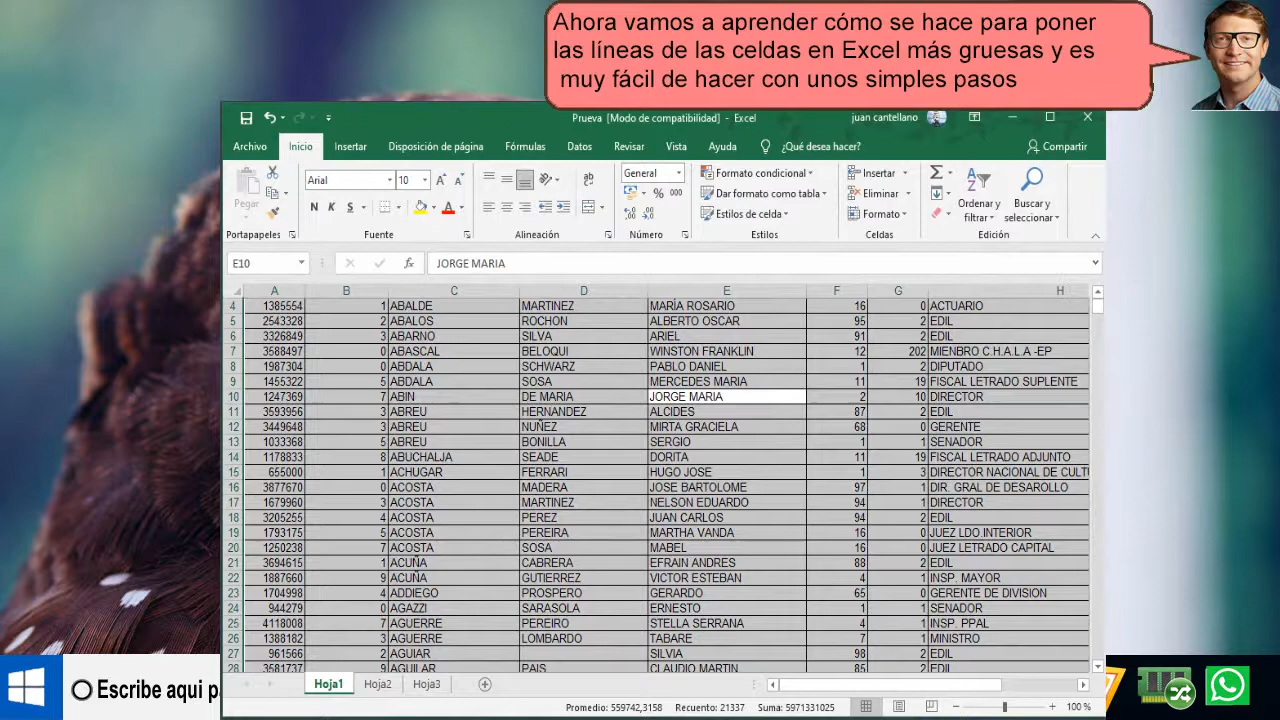 Ahora vamos a aprender cómo se hace para poner
las líneas de las celdas en Excel más gruesas y es
muy fácil de hacer con unos simples pasos
Prueva [Modo de compatibilidad] - Excel
juan cantellano
Archivo Inicio Insertar Disposición de página Fórmulas Datos Revisar Vista Ayuda ¿Qué desea hacer? Compartir
Pegar Arial 10 General Formato condicional Insertar
N K S % 000 Dar formato como tabla Eliminar Ordenar y filtrar Buscar y seleccionar
Estilos de celda Formato
Portapapeles Fuente Alineación Número Estilos Celdas Edición
E10 fx JORGE MARIA
A B C D E F G H
4 1385554 1 ABALDE MARTINEZ MARÍA ROSARIO 16 0 ACTUARIO
5 2543328 2 ABALOS ROCHON ALBERTO OSCAR 95 2 EDIL
6 3326849 3 ABARNO SILVA ARIEL 91 2 EDIL
7 3588497 0 ABASCAL BELOQUI WINSTON FRANKLIN 12 202 MIENBRO C.H.A.L.A -EP
8 1987304 0 ABDALA SCHWARZ PABLO DANIEL 1 2 DIPUTADO
9 1455322 5 ABDALA SOSA MERCEDES MARIA 11 19 FISCAL LETRADO SUPLENTE
10 1247369 7 ABIN DE MARIA JORGE MARIA 2 10 DIRECTOR
11 3593956 3 ABREU HERNANDEZ ALCIDES 87 2 EDIL
12 3449648 3 ABREU NUÑEZ MIRTA GRACIELA 68 0 GERENTE
13 1033368 5 ABREU BONILLA SERGIO 1 1 SENADOR
14 1178833 8 ABUCHALJA SEADE DORITA 11 19 FISCAL LETRADO ADJUNTO
15 655000 1 ACHUGAR FERRARI HUGO JOSE 1 3 DIRECTOR NACIONAL DE CULTU
16 3877670 0 ACOSTA MADERA JOSE BARTOLOME 97 1 DIR. GRAL DE DESAROLLO
17 1679960 3 ACOSTA MARTINEZ NELSON EDUARDO 94 1 DIRECTOR
18 3205255 4 ACOSTA PEREZ JUAN CARLOS 94 2 EDIL
19 1793175 5 ACOSTA PEREIRA MARTHA VANDA 16 0 JUEZ LDO.INTERIOR
20 1250238 7 ACOSTA SOSA MABEL 16 0 JUEZ LETRADO CAPITAL
21 3694615 1 ACUÑA CABRERA EFRAIN ANDRES 88 2 EDIL
22 1887660 9 ACUÑA GUTIERREZ VICTOR ESTEBAN 4 1 INSP. MAYOR
23 1704998 4 ADDIEGO PROSPERO GERARDO 65 0 GERENTE DE DIVISION
24 944279 0 AGAZZI SARASOLA ERNESTO 1 1 SENADOR
25 4118008 7 AGUERRE PEREIRO STELLA SERRANA 4 1 INSP. PPAL
26 1388182 3 AGUERRE LOMBARDO TABARE 7 1 MINISTRO
27 961566 2 AGUIAR SILVIA 98 2 EDIL
28 3581737 9 AGUILAR PAIS CLAUDIO MARTIN 85 2 EDIL
Hoja1 Hoja2 Hoja3
Promedio: 559742,3158 Recuento: 21337 Suma: 5971331025 100 %
Escribe aqui pa